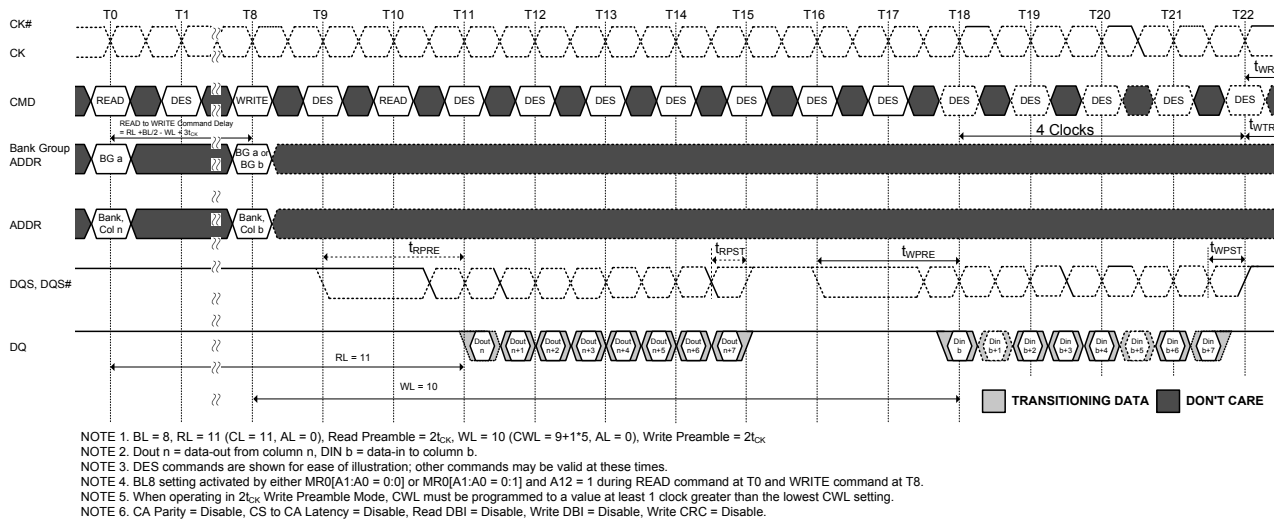 T0 T1 T8 T9 T10 T11 T12 T13 T14 T15 T16 T17 T18 T19 T20 T21 T22
CK#
CK
tWR
CMD READ DES WRITE DES READ DES DES DES DES DES DES DES DES DES DES DES DES
READ to WRITE Command Delay
= RL +BL/2 - WL + 3tCK
4 Clocks
tWTR
Bank Group
ADDR
BG a
BG a or
BG b
ADDR
Bank,
Col n
Bank,
Col b
tRPRE tRPST tWPRE tWPST
DQS, DQS#
DQ
Dout
n
Dout
n+1
Dout
n+2
Dout
n+3
Dout
n+4
Dout
n+5
Dout
n+6
Dout
n+7
Din
b
Din
b+1
Din
b+2
Din
b+3
Din
b+4
Din
b+5
Din
b+6
Din
b+7
RL = 11
WL = 10
TRANSITIONING DATA DON'T CARE
NOTE 1. BL = 8, RL = 11 (CL = 11, AL = 0), Read Preamble = 2tCK, WL = 10 (CWL = 9+1*5, AL = 0), Write Preamble = 2tCK
NOTE 2. Dout n = data-out from column n, DIN b = data-in to column b.
NOTE 3. DES commands are shown for ease of illustration; other commands may be valid at these times.
NOTE 4. BL8 setting activated by either MR0[A1:A0 = 0:0] or MR0[A1:A0 = 0:1] and A12 = 1 during READ command at T0 and WRITE command at T8.
NOTE 5. When operating in 2tCK Write Preamble Mode, CWL must be programmed to a value at least 1 clock greater than the lowest CWL setting.
NOTE 6. CA Parity = Disable, CS to CA Latency = Disable, Read DBI = Disable, Write DBI = Disable, Write CRC = Disable.